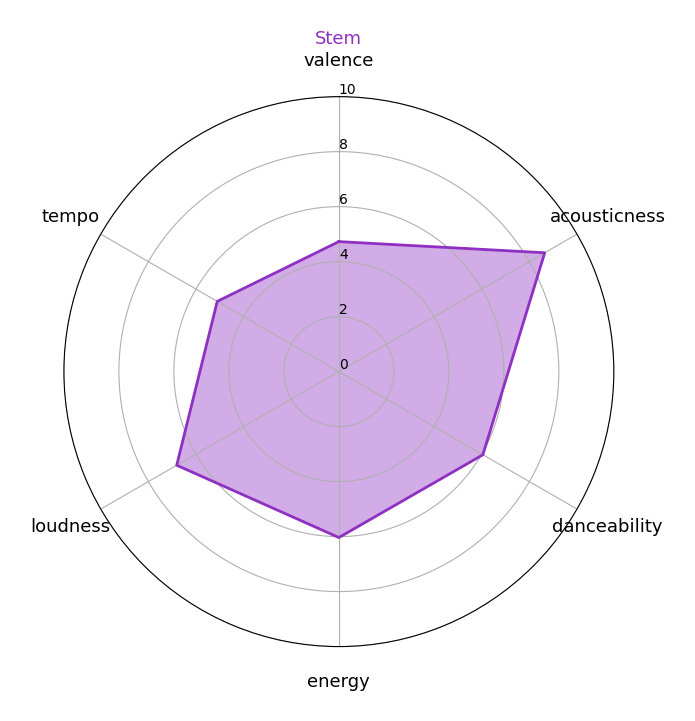 Stem
valence
10
8
tempo
acousticness
6
4
2
0
loudness
danceability
energy